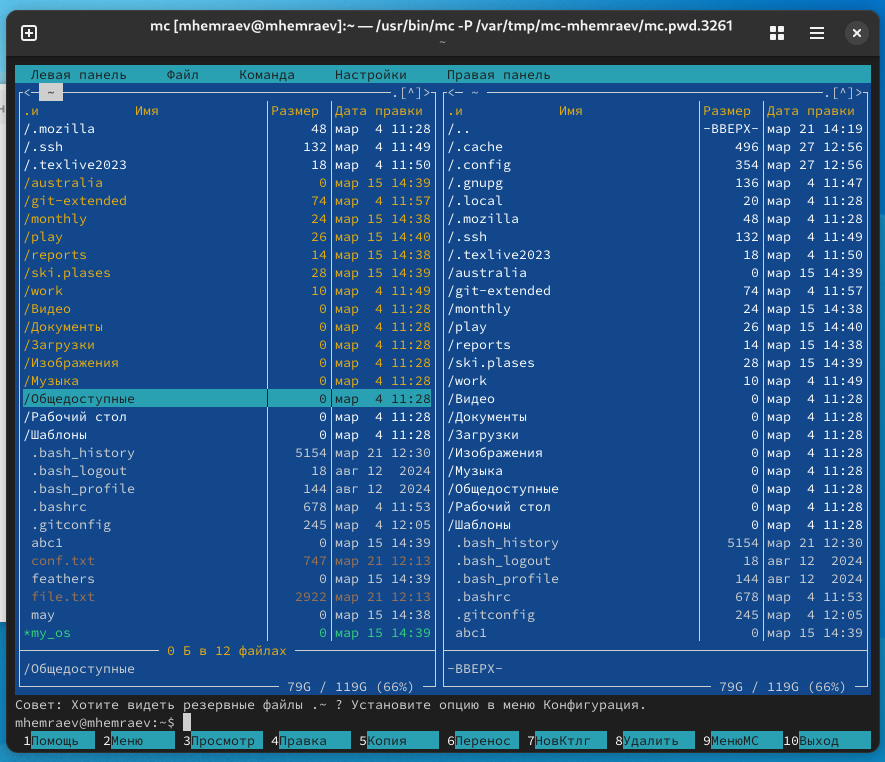 mc [mhemraev@mhemraev]:~ — /usr/bin/mc -P /var/tmp/mc-mhemraev/mc.pwd.3261
~
Левая панель Файл Команда Настройки Правая панель
<— ~ .[^]>
.и Имя Размер Дата правки
/.mozilla 48 мар 4 11:28
/.ssh 132 мар 4 11:49
/.texlive2023 18 мар 4 11:50
/australia 0 мар 15 14:39
/git-extended 74 мар 4 11:57
/monthly 24 мар 15 14:38
/play 26 мар 15 14:40
/reports 14 мар 15 14:38
/ski.plases 28 мар 15 14:39
/work 10 мар 4 11:49
/Видео 0 мар 4 11:28
/Документы 0 мар 4 11:28
/Загрузки 0 мар 4 11:28
/Изображения 0 мар 4 11:28
/Музыка 0 мар 4 11:28
/Общедоступные 0 мар 4 11:28
/Рабочий стол 0 мар 4 11:28
/Шаблоны 0 мар 4 11:28
.bash_history 5154 мар 21 12:30
.bash_logout 18 авг 12 2024
.bash_profile 144 авг 12 2024
.bashrc 678 мар 4 11:53
.gitconfig 245 мар 4 12:05
abc1 0 мар 15 14:39
conf.txt 747 мар 21 12:13
feathers 0 мар 15 14:39
file.txt 2922 мар 21 12:13
may 0 мар 15 14:38
*my_os 0 мар 15 14:39
0 Б в 12 файлах
/Общедоступные
79G / 119G (66%)
<— ~ .[^]>
.и Имя Размер Дата правки
/.. -ВВЕРХ- мар 21 14:19
/.cache 496 мар 27 12:56
/.config 354 мар 27 12:56
/.gnupg 136 мар 4 11:47
/.local 20 мар 4 11:28
/.mozilla 48 мар 4 11:28
/.ssh 132 мар 4 11:49
/.texlive2023 18 мар 4 11:50
/australia 0 мар 15 14:39
/git-extended 74 мар 4 11:57
/monthly 24 мар 15 14:38
/play 26 мар 15 14:40
/reports 14 мар 15 14:38
/ski.plases 28 мар 15 14:39
/work 10 мар 4 11:49
/Видео 0 мар 4 11:28
/Документы 0 мар 4 11:28
/Загрузки 0 мар 4 11:28
/Изображения 0 мар 4 11:28
/Музыка 0 мар 4 11:28
/Общедоступные 0 мар 4 11:28
/Рабочий стол 0 мар 4 11:28
/Шаблоны 0 мар 4 11:28
.bash_history 5154 мар 21 12:30
.bash_logout 18 авг 12 2024
.bash_profile 144 авг 12 2024
.bashrc 678 мар 4 11:53
.gitconfig 245 мар 4 12:05
abc1 0 мар 15 14:39
-ВВЕРХ-
79G / 119G (66%)
Совет: Хотите видеть резервные файлы .~ ? Установите опцию в меню Конфигурация.
mhemraev@mhemraev:~$
1Помощь 2Меню 3Просмотр 4Правка 5Копия 6Перенос 7НовКтлг 8Удалить 9МенюМС 10Выход